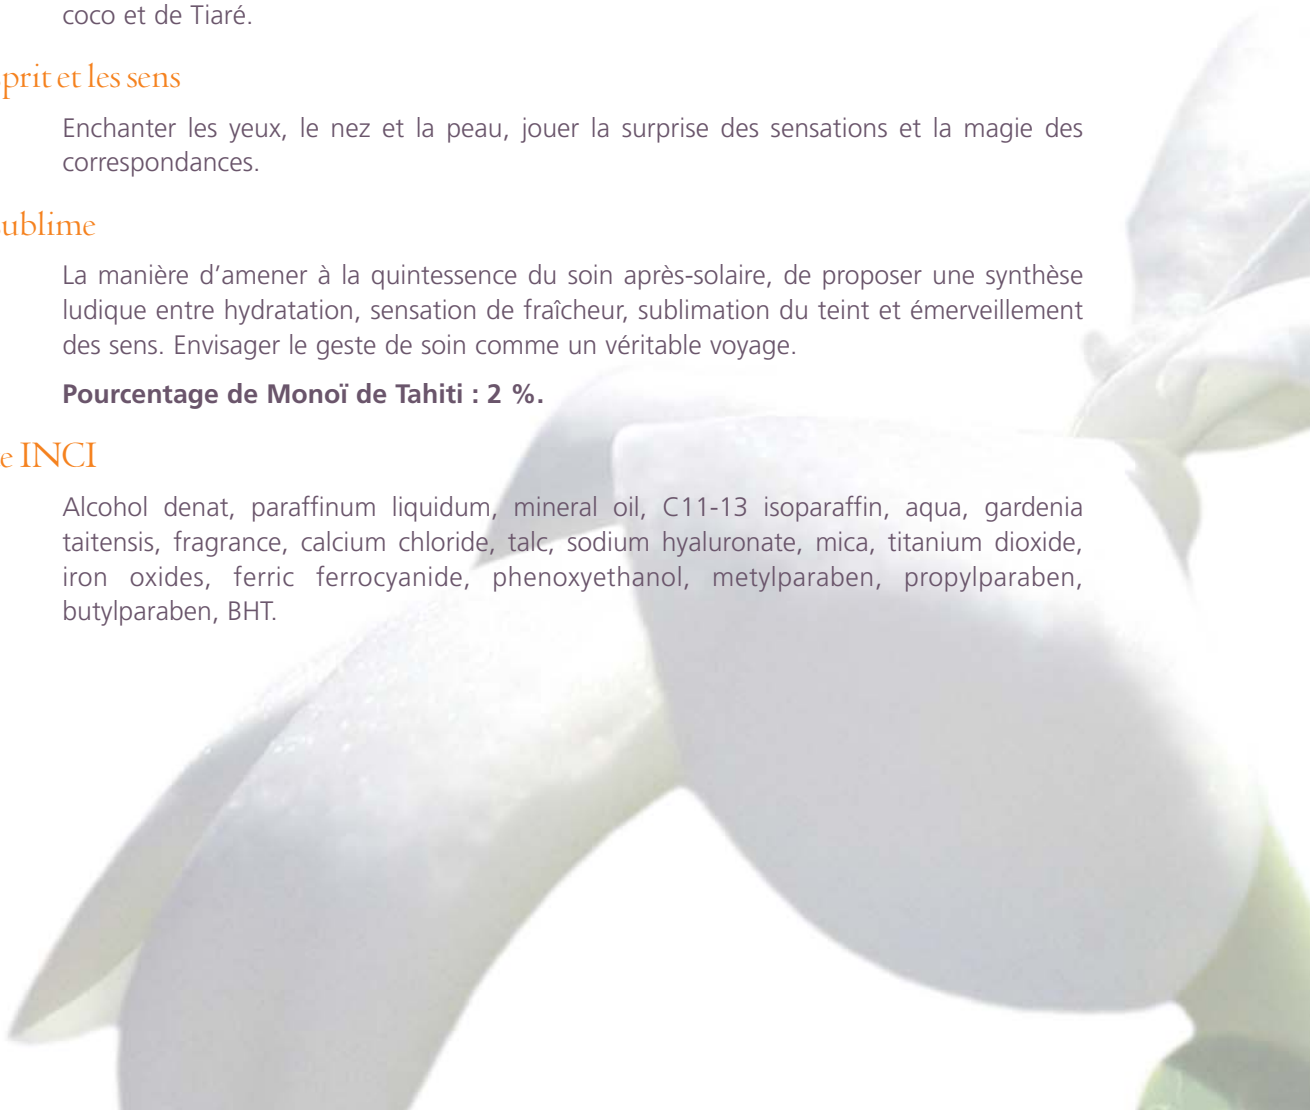 coco et de Tiaré.
prit et les sens
Enchanter les yeux, le nez et la peau, jouer la surprise des sensations et la magie des
correspondances.
ublime
La manière d’amener à la quintessence du soin après-solaire, de proposer une synthèse
ludique entre hydratation, sensation de fraîcheur, sublimation du teint et émerveillement
des sens. Envisager le geste de soin comme un véritable voyage.
Pourcentage de Monoï de Tahiti : 2 %.
e INCI
Alcohol denat, paraffinum liquidum, mineral oil, C11-13 isoparaffin, aqua, gardenia
taitensis, fragrance, calcium chloride, talc, sodium hyaluronate, mica, titanium dioxide,
iron oxides, ferric ferrocyanide, phenoxyethanol, metylparaben, propylparaben,
butylparaben, BHT.